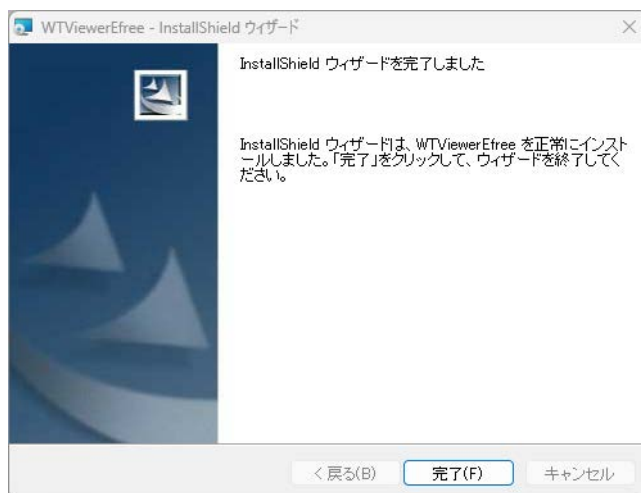 WTViewerEfree - InstallShield ウィザード
InstallShield ウィザードを完了しました
InstallShield ウィザードは、WTViewerEfree を正常にインスト
ールしました。「完了」をクリックして、ウィザードを終了してく
ださい。
< 戻る(B)
完了(F)
キャンセル